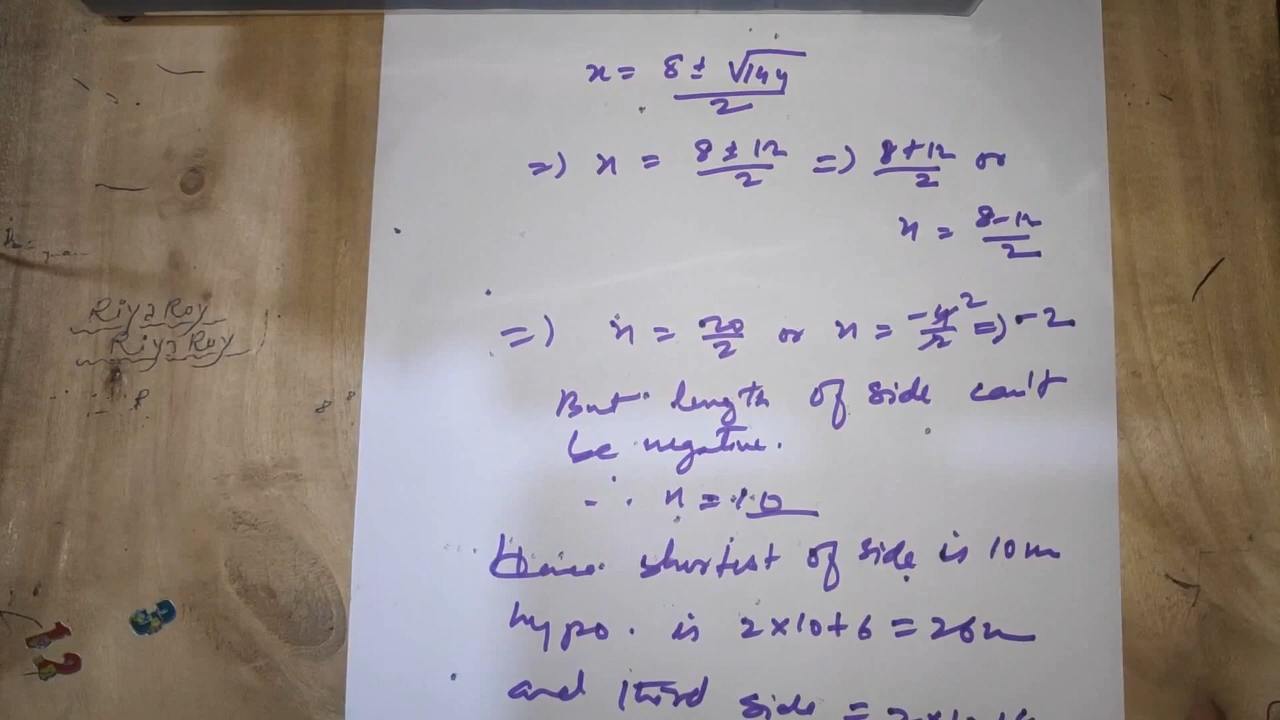 x = 8 ± √144 / 2
=) x = 8 ± 12 / 2 =) 8 + 12 / 2 or
x = 8 - 12 / 2
=) x = 20 / 2 or x = -4 2 / 2 =) -2
But length of side can't
be negative.
∴ x = 10
Hence shortest of side is 10m
hypo. is 2×10+6 = 26m
and third side =
Riya Roy
Riya Roy